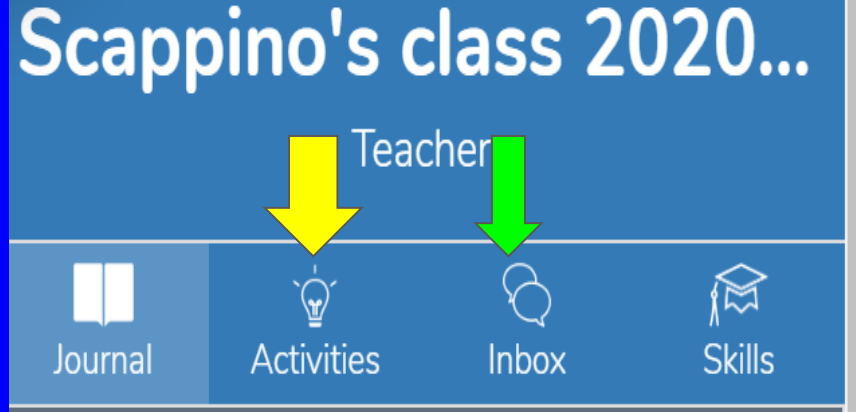 Scappino's class 2020...
Teacher
Journal Activities Inbox Skills